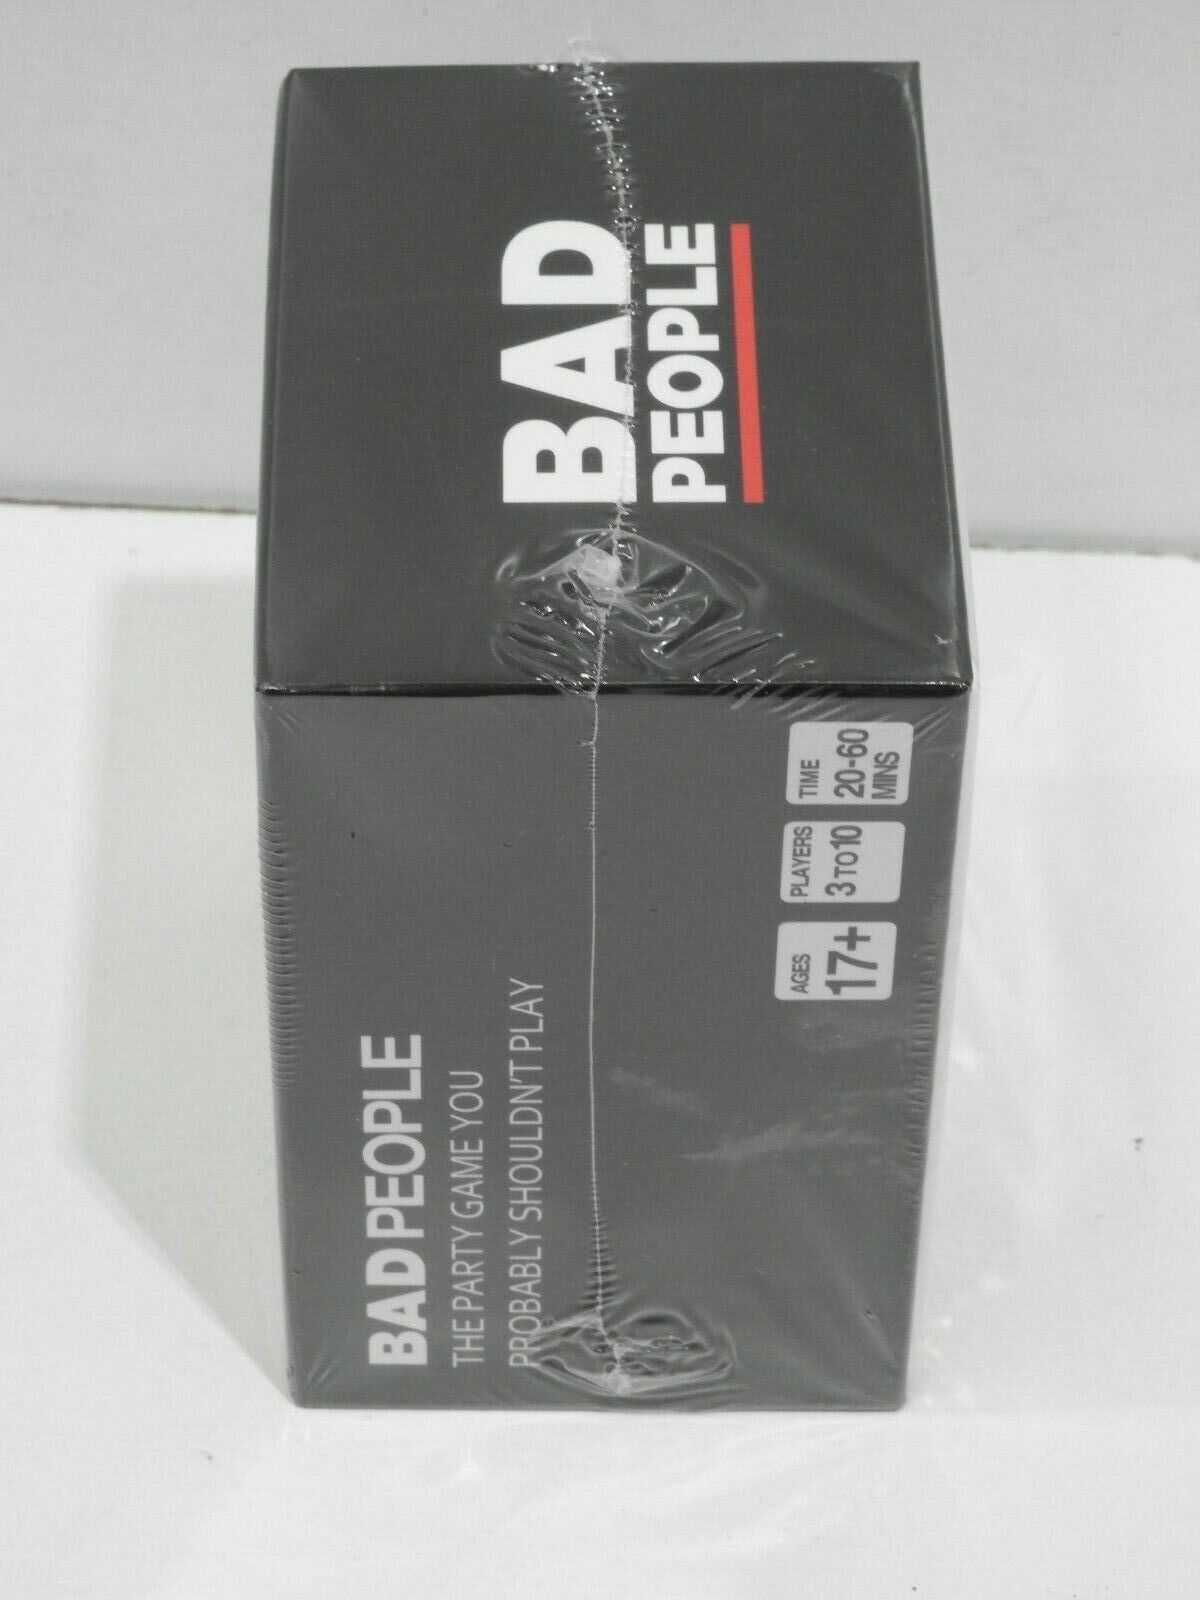 BAD
PEOPLE
BAD PEOPLE
THE PARTY GAME YOU
PROBABLY SHOULDN'T PLAY
AGES
17+
PLAYERS
3 TO 10
TIME
20-60
MINS